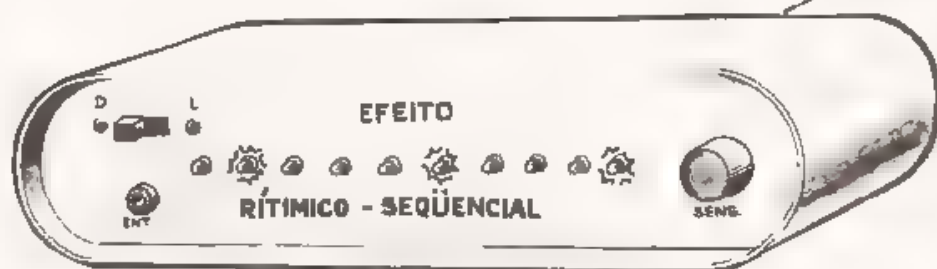 D L
EFEITO
RÍTIMICO - SEQÜENCIAL
ENT
SENS.